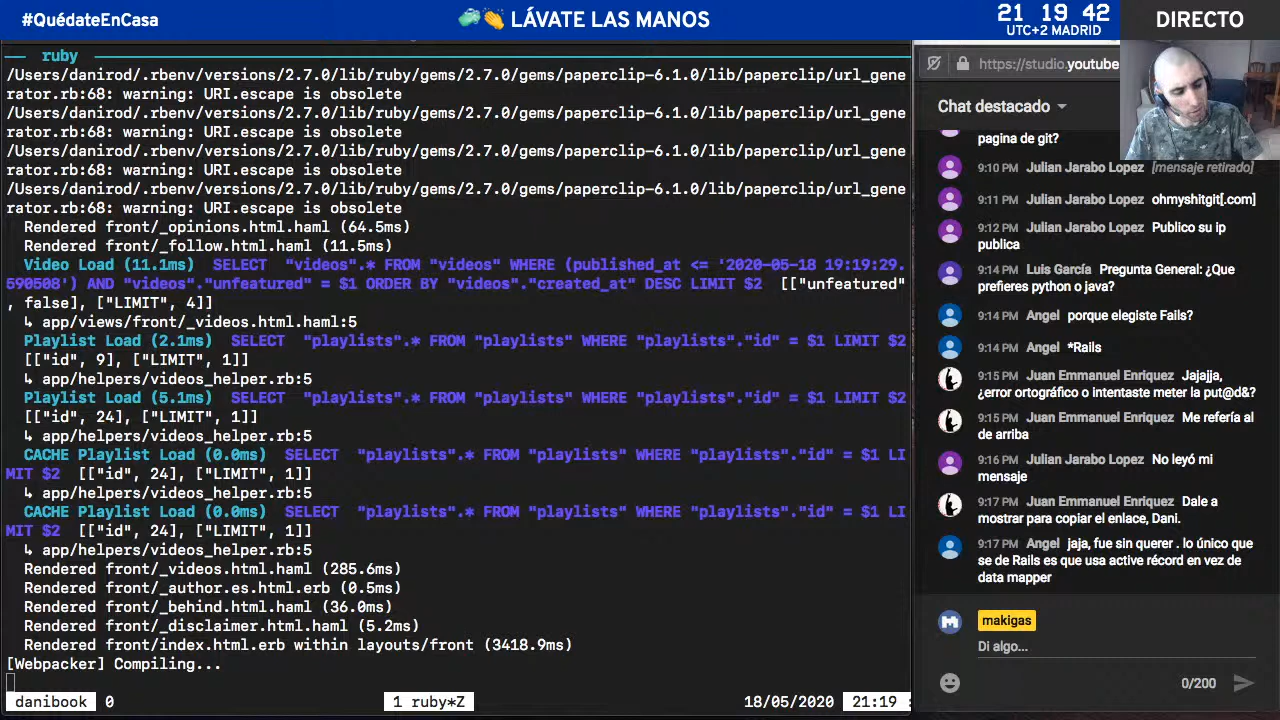 #QuédateEnCasa
🧼👏 LÁVATE LAS MANOS
21 19 42
UTC+2 MADRID
DIRECTO
ruby
/Users/danirod/.rbenv/versions/2.7.0/lib/ruby/gems/2.7.0/gems/paperclip-6.1.0/lib/paperclip/url_gene
rator.rb:68: warning: URI.escape is obsolete
/Users/danirod/.rbenv/versions/2.7.0/lib/ruby/gems/2.7.0/gems/paperclip-6.1.0/lib/paperclip/url_gene
rator.rb:68: warning: URI.escape is obsolete
/Users/danirod/.rbenv/versions/2.7.0/lib/ruby/gems/2.7.0/gems/paperclip-6.1.0/lib/paperclip/url_gene
rator.rb:68: warning: URI.escape is obsolete
/Users/danirod/.rbenv/versions/2.7.0/lib/ruby/gems/2.7.0/gems/paperclip-6.1.0/lib/paperclip/url_gene
rator.rb:68: warning: URI.escape is obsolete
Rendered front/_opinions.html.haml (64.5ms)
Rendered front/_follow.html.haml (11.5ms)
Video Load (11.1ms) SELECT "videos".* FROM "videos" WHERE (published_at <= '2020-05-18 19:19:29.
590508') AND "videos"."unfeatured" = $1 ORDER BY "videos"."created_at" DESC LIMIT $2 [["unfeatured"
, false], ["LIMIT", 4]]
↳ app/views/front/_videos.html.haml:5
Playlist Load (2.1ms) SELECT "playlists".* FROM "playlists" WHERE "playlists"."id" = $1 LIMIT $2
[["id", 9], ["LIMIT", 1]]
↳ app/helpers/videos_helper.rb:5
Playlist Load (5.1ms) SELECT "playlists".* FROM "playlists" WHERE "playlists"."id" = $1 LIMIT $2
[["id", 24], ["LIMIT", 1]]
↳ app/helpers/videos_helper.rb:5
CACHE Playlist Load (0.0ms) SELECT "playlists".* FROM "playlists" WHERE "playlists"."id" = $1 LI
MIT $2 [["id", 24], ["LIMIT", 1]]
↳ app/helpers/videos_helper.rb:5
CACHE Playlist Load (0.0ms) SELECT "playlists".* FROM "playlists" WHERE "playlists"."id" = $1 LI
MIT $2 [["id", 24], ["LIMIT", 1]]
↳ app/helpers/videos_helper.rb:5
Rendered front/_videos.html.haml (285.6ms)
Rendered front/_author.es.html.erb (0.5ms)
Rendered front/_behind.html.haml (36.0ms)
Rendered front/_disclaimer.html.haml (5.2ms)
Rendered front/index.html.erb within layouts/front (3418.9ms)
[Webpacker] Compiling...
danibook 0 1 ruby*Z 18/05/2020 21:19
https://studio.youtube
Chat destacado
pagina de git?
9:10 PM Julian Jarabo Lopez [mensaje retirado]
9:11 PM Julian Jarabo Lopez ohmyshitgit[.com]
9:12 PM Julian Jarabo Lopez Publico su ip
publica
9:14 PM Luis García Pregunta General: ¿Que
prefieres python o java?
9:14 PM Angel porque elegiste Fails?
9:14 PM Angel *Rails
9:15 PM Juan Emmanuel Enriquez Jajajja,
¿error ortográfico o intentaste meter la put@d&?
9:15 PM Juan Emmanuel Enriquez Me refería al
de arriba
9:16 PM Julian Jarabo Lopez No leyó mi
mensaje
9:17 PM Juan Emmanuel Enriquez Dale a
mostrar para copiar el enlace, Dani.
9:17 PM Angel jaja, fue sin querer . lo único que
se de Rails es que usa active récord en vez de
data mapper
makigas
Di algo...
0/200